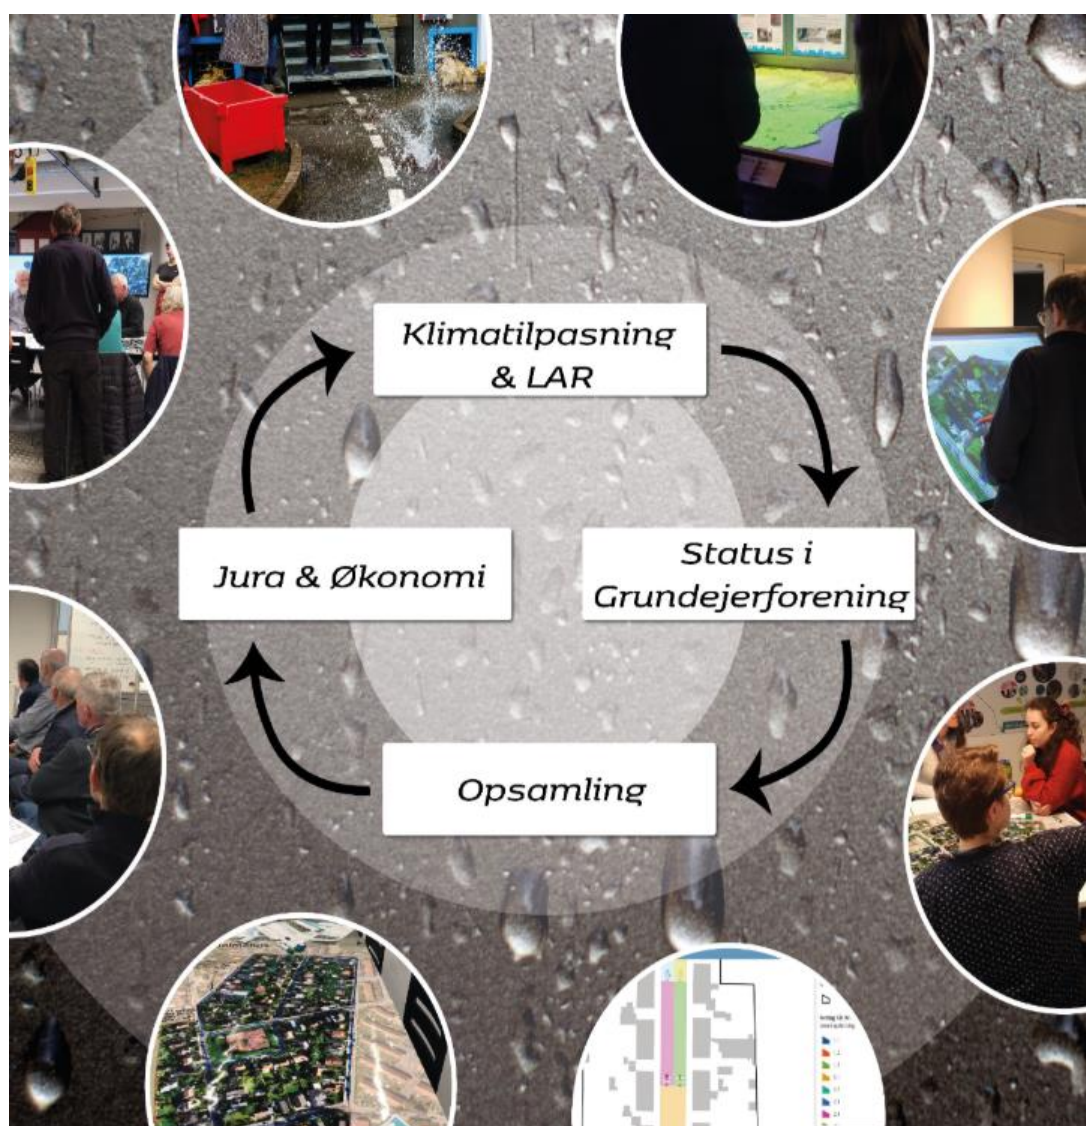 Klimatilpasning
& LAR
Status i
Grundejerforening
Opsamling
Jura & Økonomi